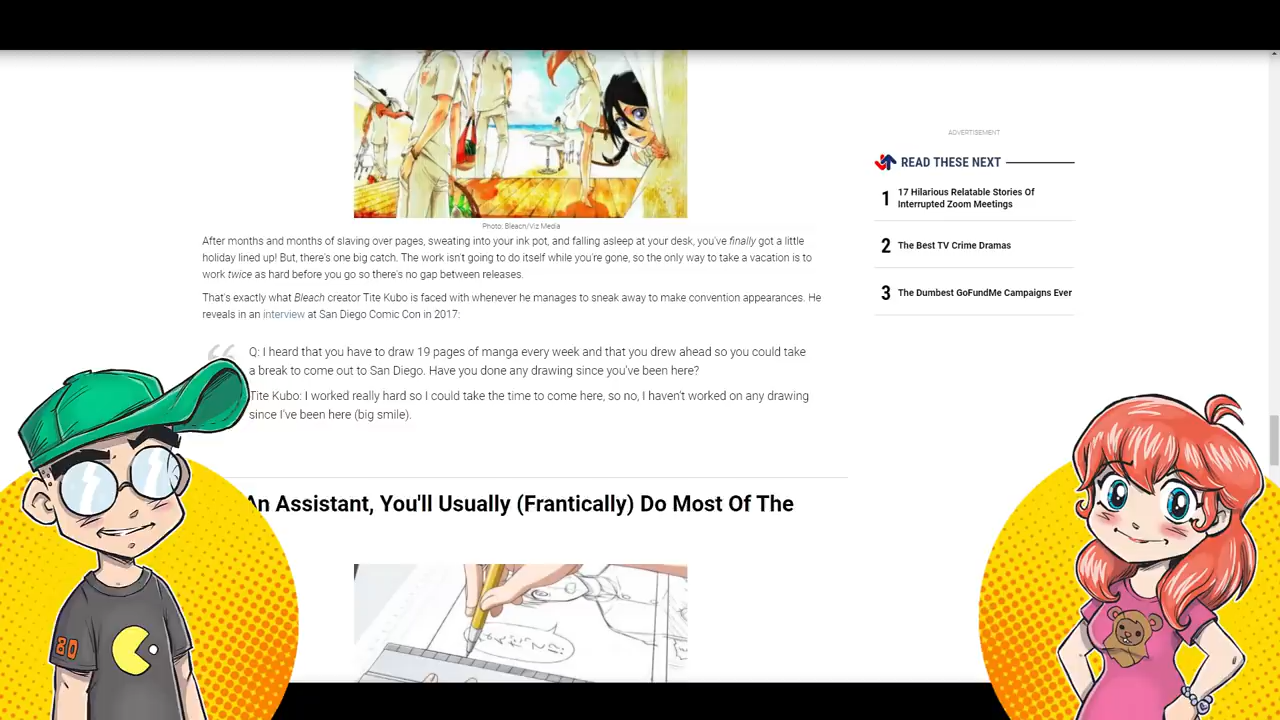 Photo: Bleach/Viz Media
After months and months of slaving over pages, sweating into your ink pot, and falling asleep at your desk, you've finally got a little
holiday lined up! But, there's one big catch. The work isn't going to do itself while you're gone, so the only way to take a vacation is to
work twice as hard before you go so there's no gap between releases.
That's exactly what Bleach creator Tite Kubo is faced with whenever he manages to sneak away to make convention appearances. He
reveals in an interview at San Diego Comic Con in 2017:
Q: I heard that you have to draw 19 pages of manga every week and that you drew ahead so you could take
a break to come out to San Diego. Have you done any drawing since you've been here?
Tite Kubo: I worked really hard so I could take the time to come here, so no, I haven't worked on any drawing
since I've been here (big smile).
An Assistant, You'll Usually (Frantically) Do Most Of The
ADVERTISEMENT
READ THESE NEXT
1 17 Hilarious Relatable Stories Of
Interrupted Zoom Meetings
2 The Best TV Crime Dramas
3 The Dumbest GoFundMe Campaigns Ever
80